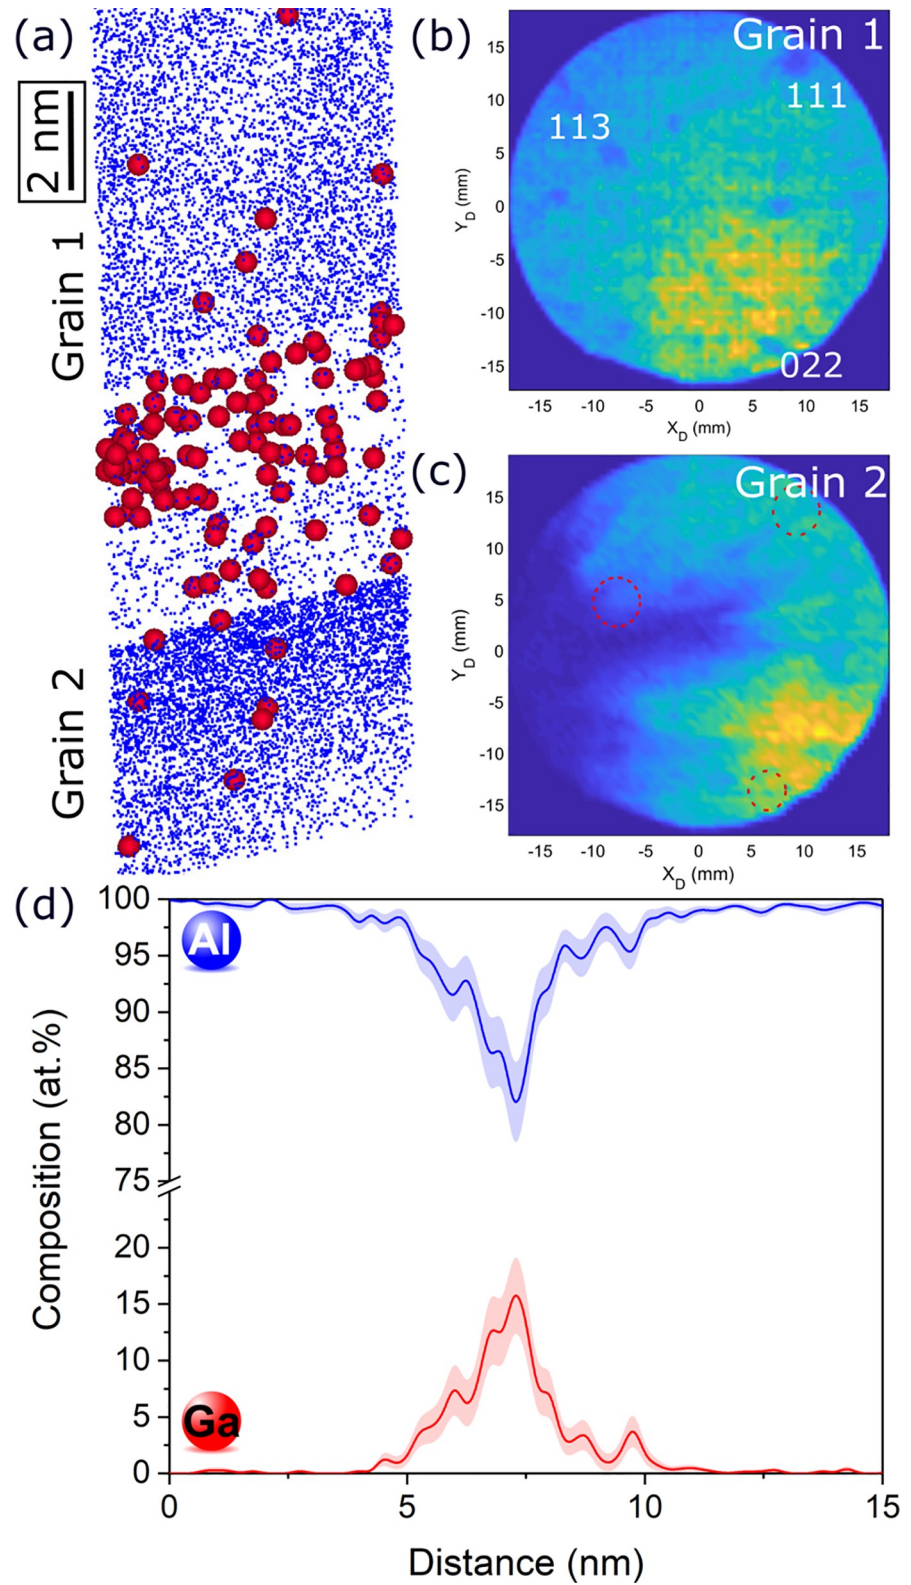 (a)
2 nm
Grain 1
Grain 2
(b)
Grain 1
113
111
022
15
10
5
0
-5
-10
-15
Y_D (mm)
-15 -10 -5 0 5 10 15
X_D (mm)
(c)
Grain 2
15
10
5
0
-5
-10
-15
Y_D (mm)
-15 -10 -5 0 5 10 15
X_D (mm)
(d)
100
95
90
85
80
75
20
15
10
5
0
Composition (at.%)
Al
Ga
0 5 10 15
Distance (nm)